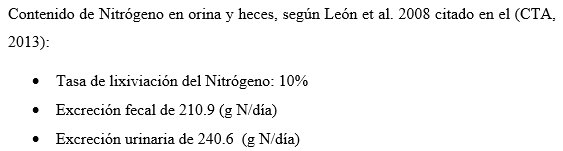 Contenido de Nitrógeno en orina y heces, según León et al. 2008 citado en el (CTA,
2013):
• Tasa de lixiviación del Nitrógeno: 10%
• Excreción fecal de 210.9 (g N/día)
• Excreción urinaria de 240.6 (g N/día)